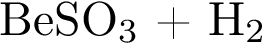 BeSO₃ + H₂